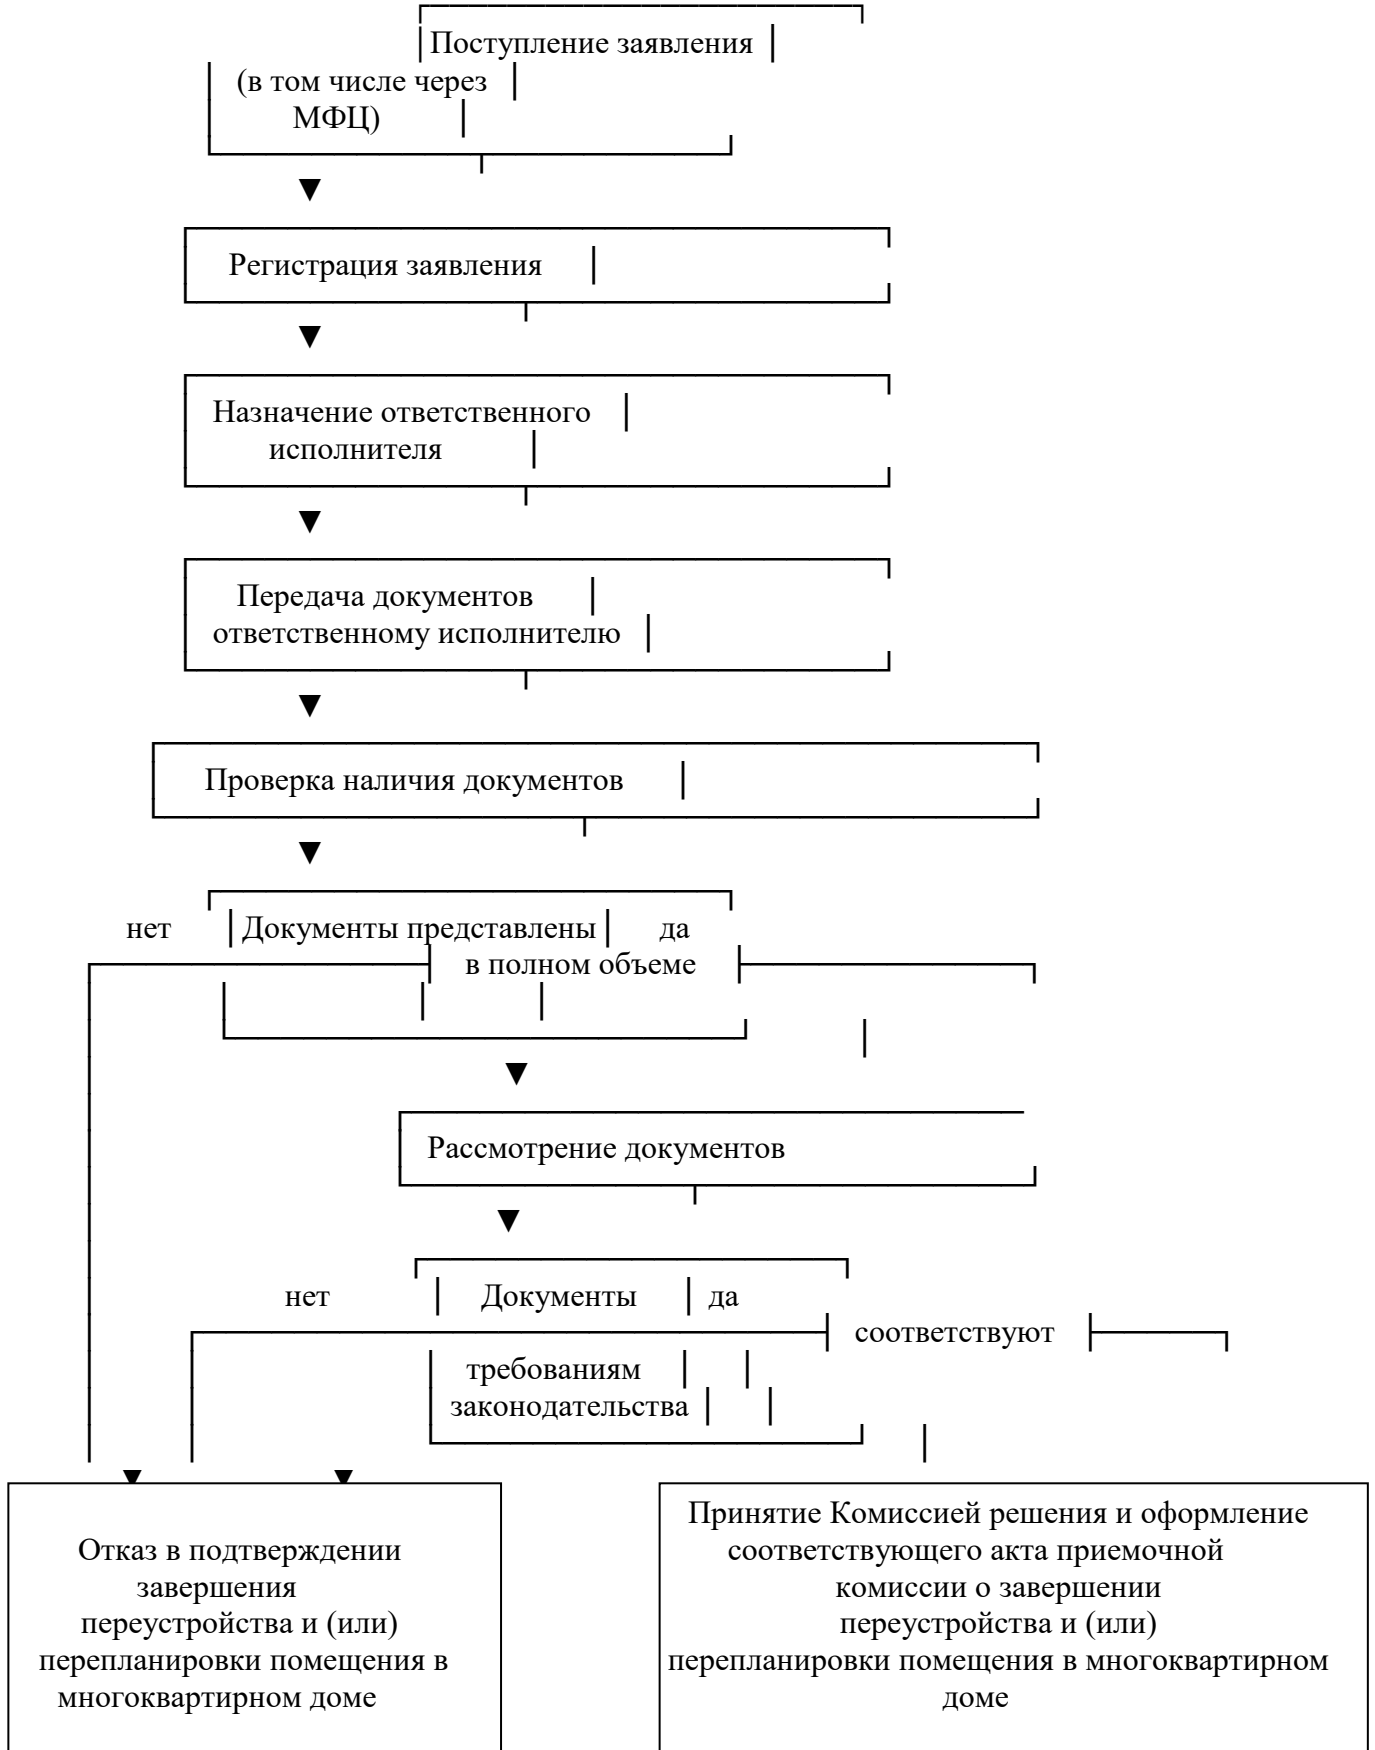 Поступление заявления
(в том числе через
МФЦ)
Регистрация заявления
Назначение ответственного
исполнителя
Передача документов
ответственному исполнителю
Проверка наличия документов
нет Документы представлены да
в полном объеме
Рассмотрение документов
нет Документы да
соответствуют
требованиям
законодательства
Отказ в подтверждении
завершения
переустройства и (или)
перепланировки помещения в
многоквартирном доме
Принятие Комиссией решения и оформление
соответствующего акта приемочной
комиссии о завершении
переустройства и (или)
перепланировки помещения в многоквартирном
доме